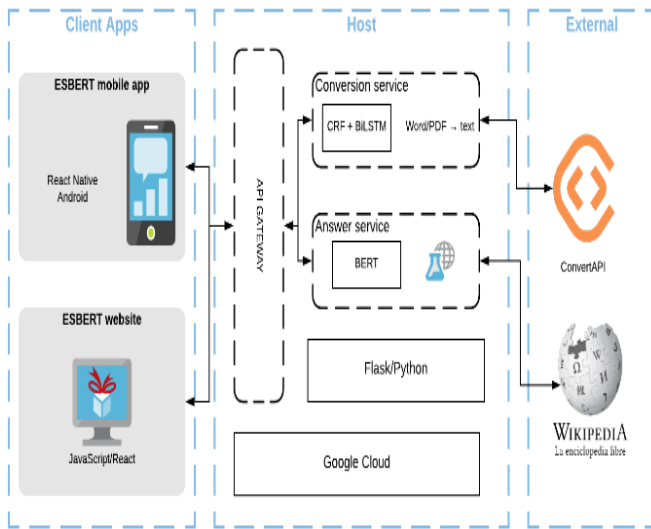 Client Apps
ESBERT mobile app
React Native
Android
ESBERT website
JavaScript/React
Host
API GATEWAY
Conversion service
CRF + BiLSTM
Word/PDF → text
Answer service
BERT
Flask/Python
Google Cloud
External
ConvertAPI
WIKIPEDIA
La enciclopedia libre